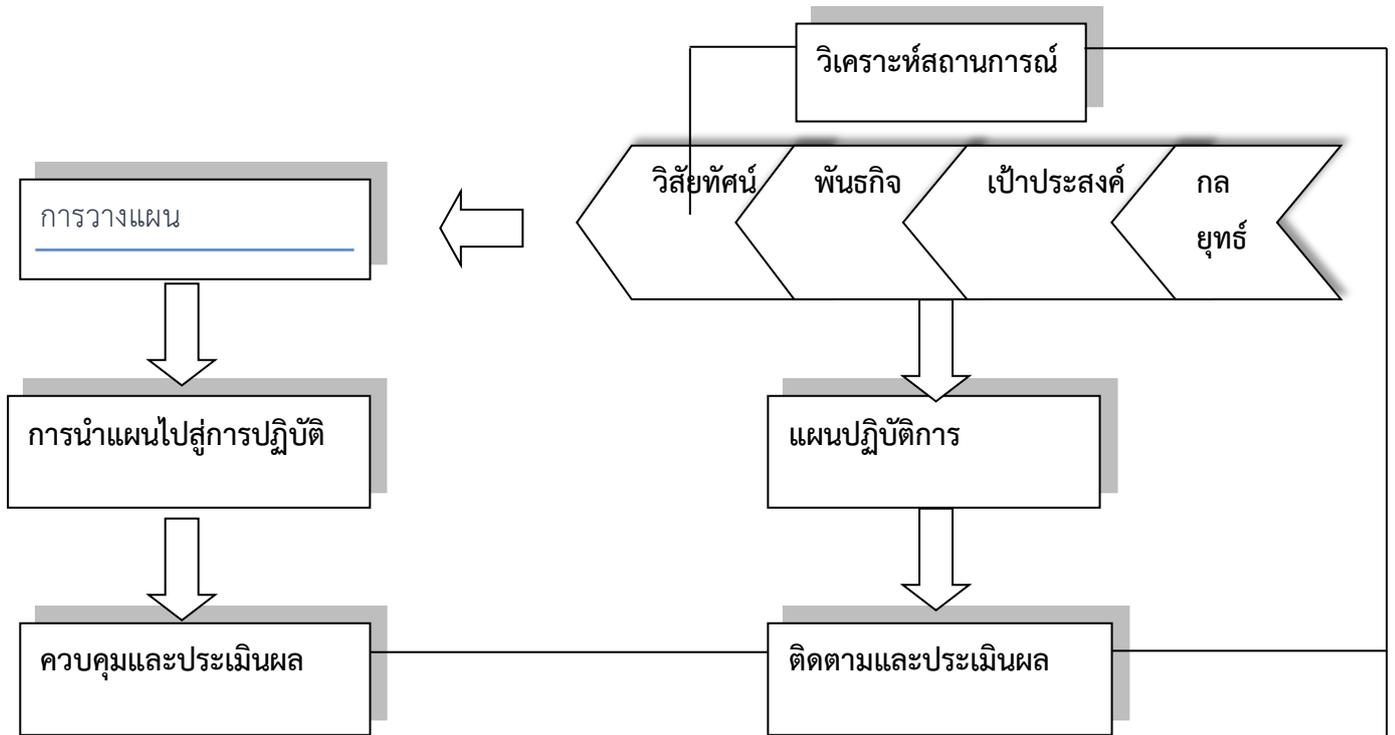 วิเคราะห์สถานการณ์
วิสัยทัศน์
พันธกิจ
เป้าประสงค์
กล
ยุทธ์
การวางแผน
การนำแผนไปสู่การปฏิบัติ
แผนปฏิบัติการ
ควบคุมและประเมินผล
ติดตามและประเมินผล